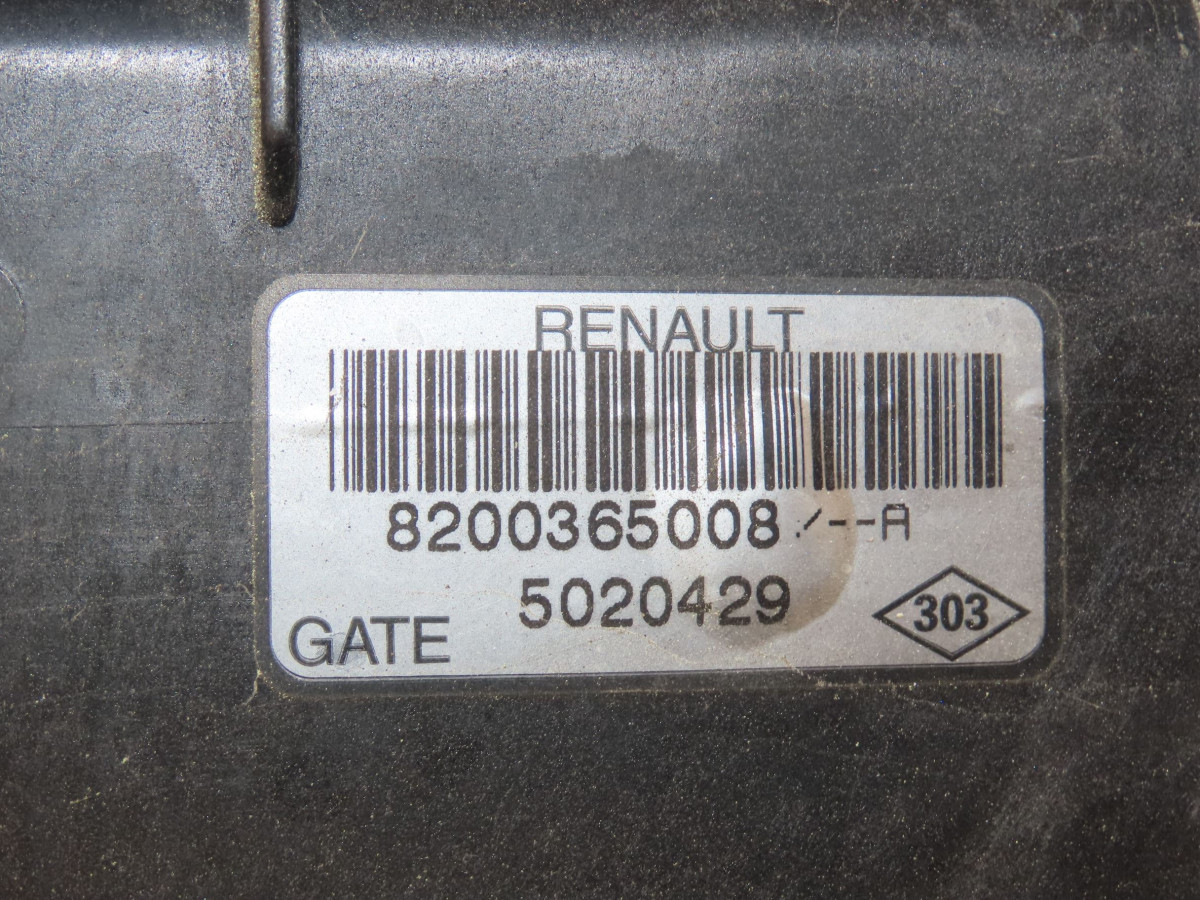 RENAULT
8200365008/--A
5020429
GATE
303